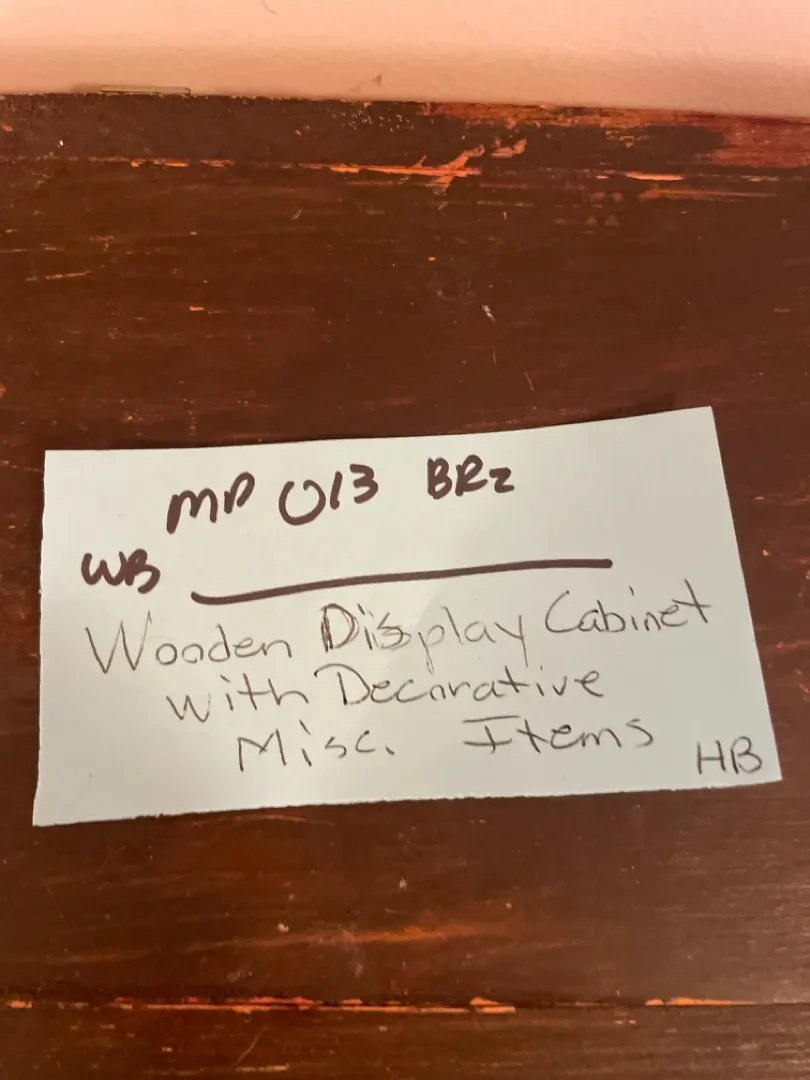 MP 013 BR2
WB
Wooden Display Cabinet
with Decorative
Misc. Items
HB